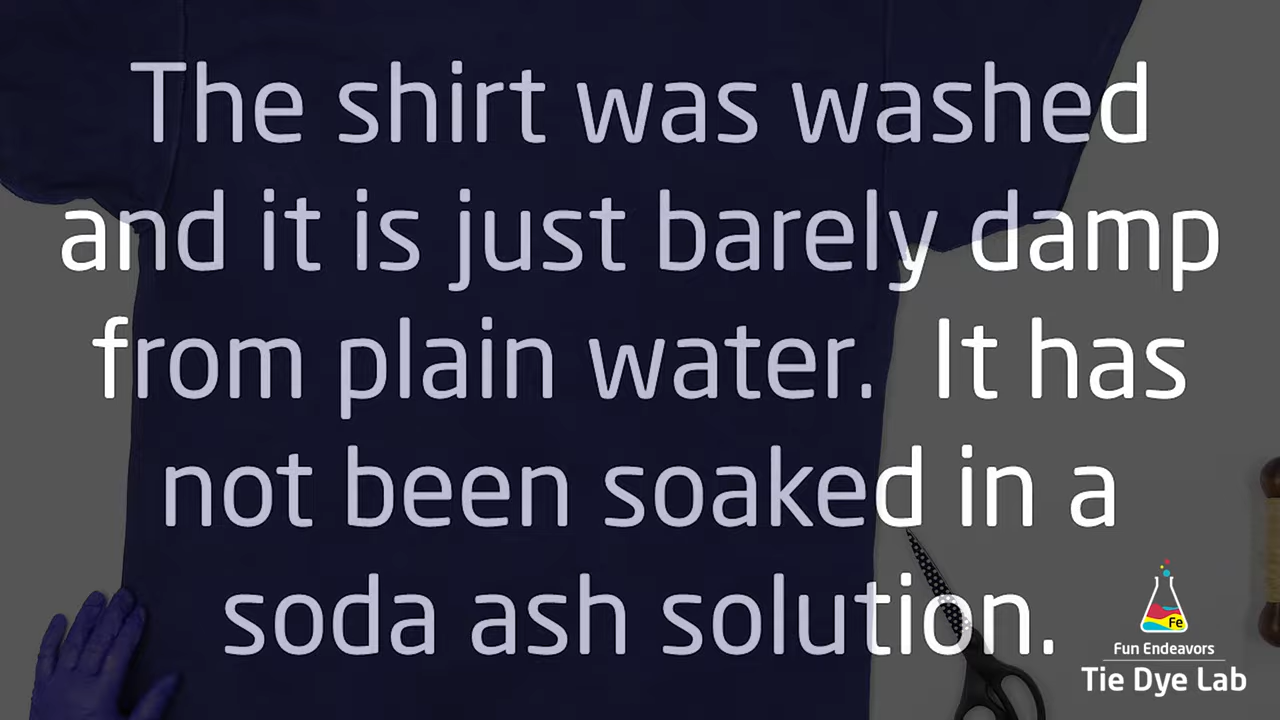 The shirt was washed
and it is just barely damp
from plain water.  It has
not been soaked in a
soda ash solution.
Fe
Fun Endeavors
Tie Dye Lab